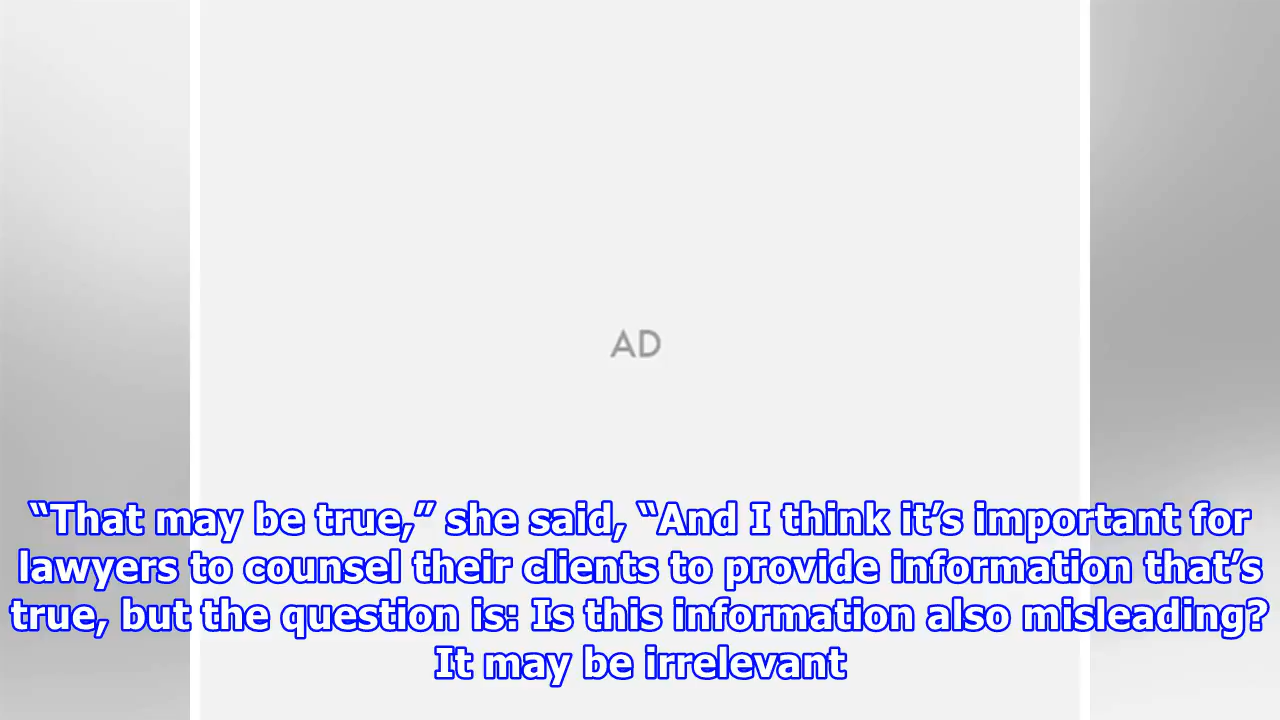 AD
“That may be true,” she said, “And I think it’s important for
lawyers to counsel their clients to provide information that’s
true, but the question is: Is this information also misleading?
It may be irrelevant